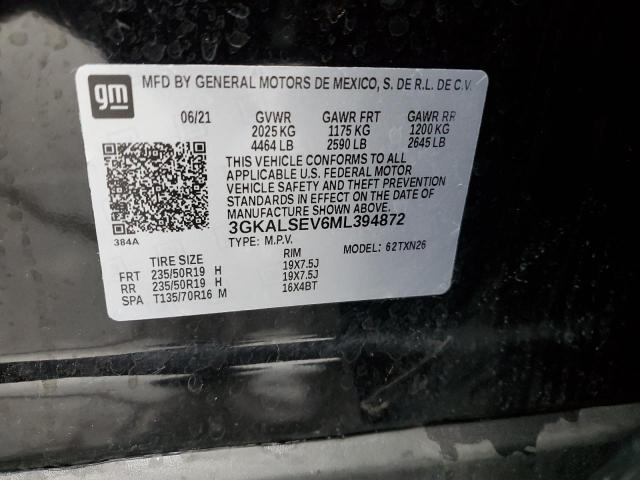 gm
MFD BY GENERAL MOTORS DE MEXICO, S. DE R.L. DE C.V.
06/21 GVWR GAWR FRT GAWR RR
2025 KG 1175 KG 1200 KG
4464 LB 2590 LB 2645 LB
THIS VEHICLE CONFORMS TO ALL
APPLICABLE U.S. FEDERAL MOTOR
VEHICLE SAFETY AND THEFT PREVENTION
STANDARDS IN EFFECT ON THE DATE OF
MANUFACTURE SHOWN ABOVE.
3GKALSEV6ML394872
384A
TYPE: M.P.V. MODEL: 62TXN26
TIRE SIZE RIM
FRT 235/50R19 H 19X7.5J
RR 235/50R19 H 19X7.5J
SPA T135/70R16 M 16X4BT